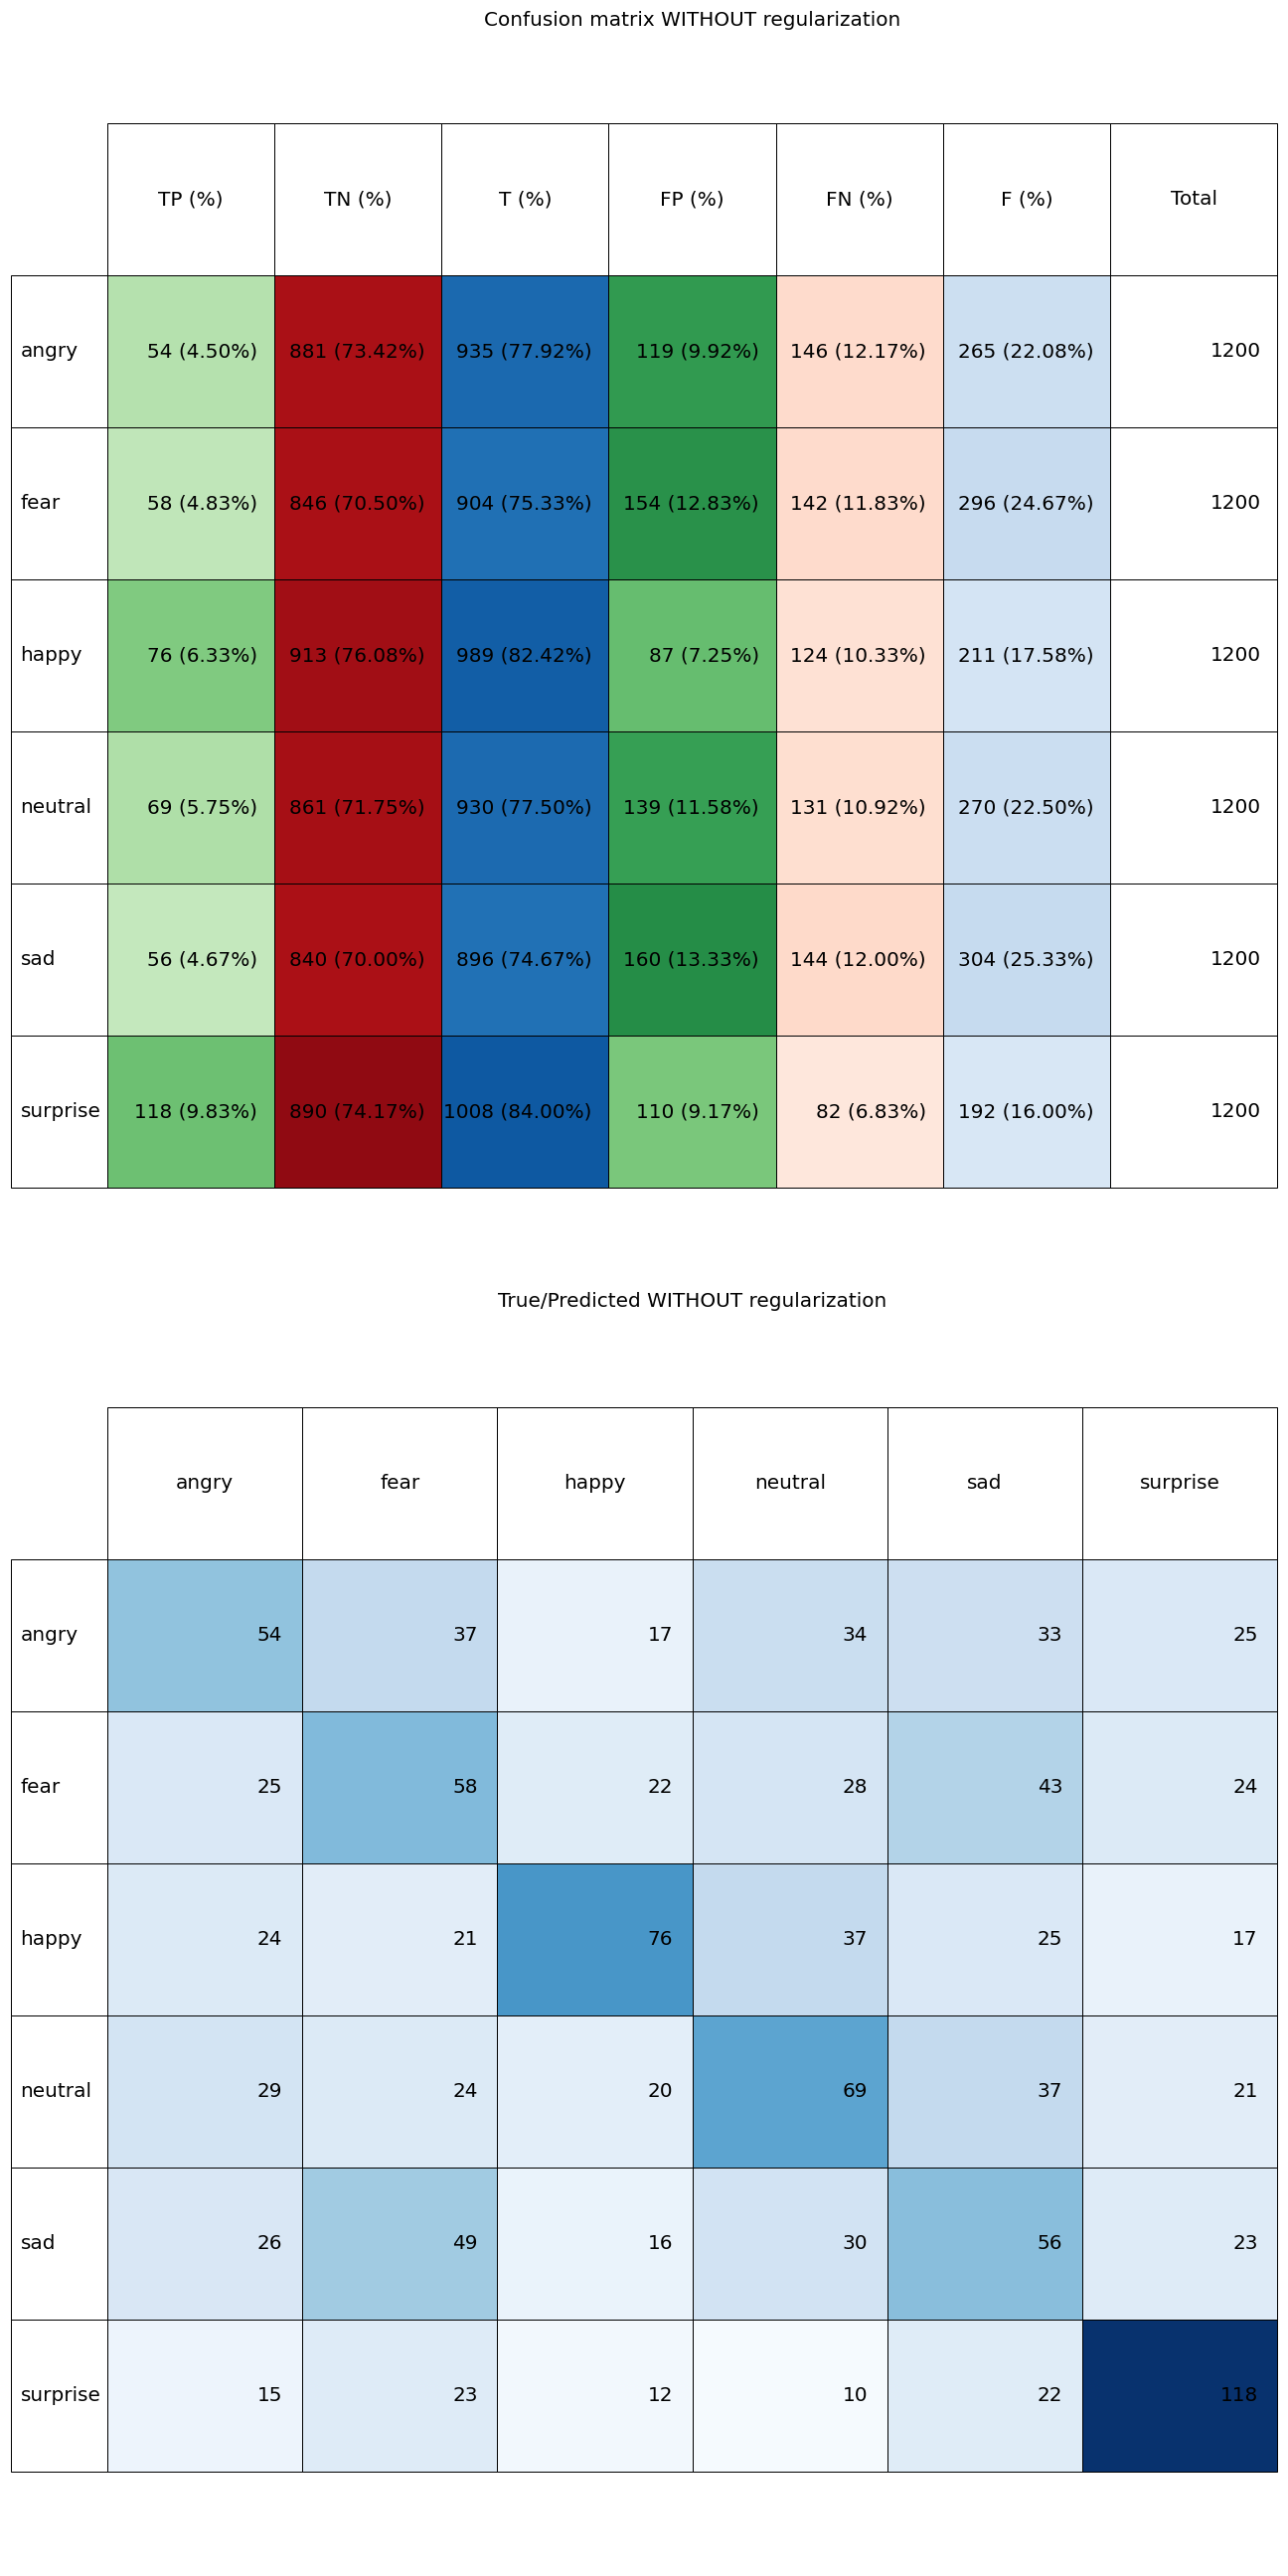 Confusion matrix WITHOUT regularization
TP (%) TN (%) T (%) FP (%) FN (%) F (%) Total
angry 54 (4.50%) 881 (73.42%) 935 (77.92%) 119 (9.92%) 146 (12.17%) 265 (22.08%) 1200
fear 58 (4.83%) 846 (70.50%) 904 (75.33%) 154 (12.83%) 142 (11.83%) 296 (24.67%) 1200
happy 76 (6.33%) 913 (76.08%) 989 (82.42%) 87 (7.25%) 124 (10.33%) 211 (17.58%) 1200
neutral 69 (5.75%) 861 (71.75%) 930 (77.50%) 139 (11.58%) 131 (10.92%) 270 (22.50%) 1200
sad 56 (4.67%) 840 (70.00%) 896 (74.67%) 160 (13.33%) 144 (12.00%) 304 (25.33%) 1200
surprise 118 (9.83%) 890 (74.17%) 1008 (84.00%) 110 (9.17%) 82 (6.83%) 192 (16.00%) 1200
True/Predicted WITHOUT regularization
angry fear happy neutral sad surprise
angry 54 37 17 34 33 25
fear 25 58 22 28 43 24
happy 24 21 76 37 25 17
neutral 29 24 20 69 37 21
sad 26 49 16 30 56 23
surprise 15 23 12 10 22 118